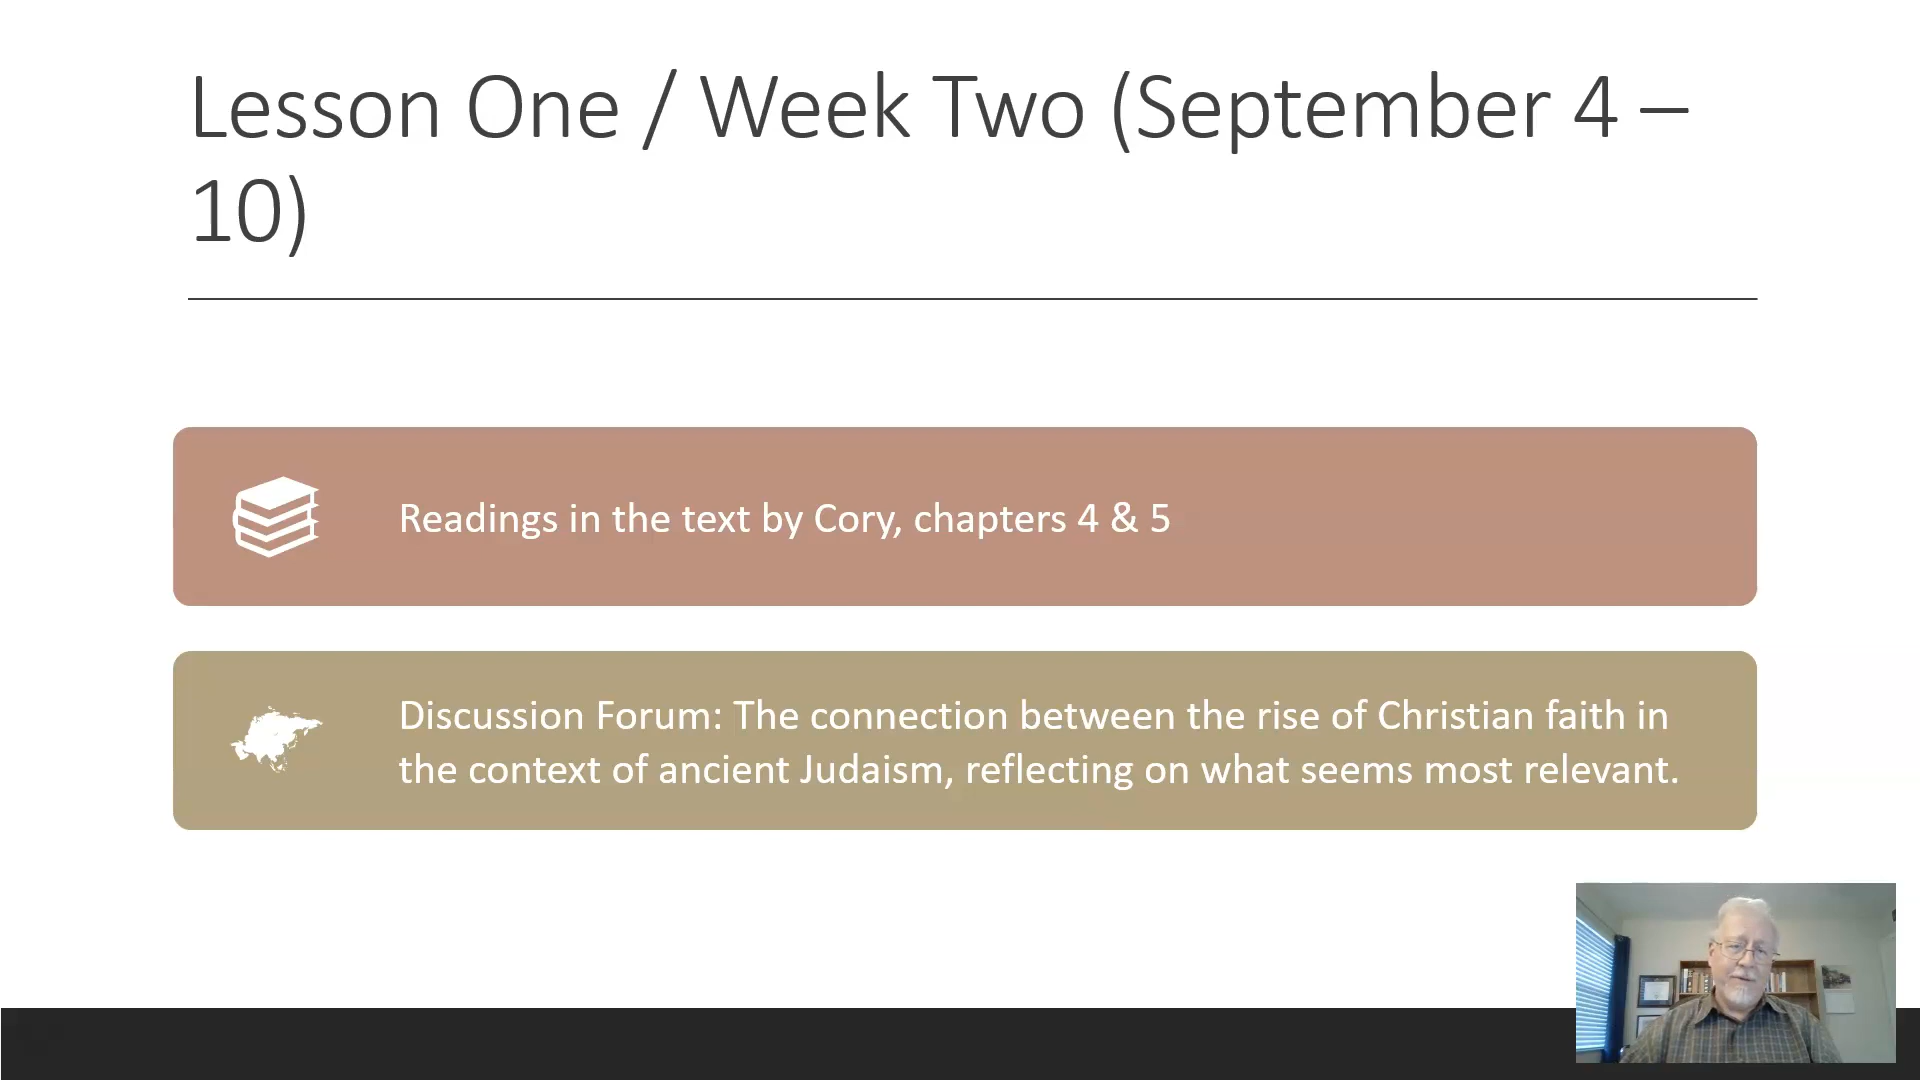 Lesson One / Week Two (September 4 –
10)
Readings in the text by Cory, chapters 4 & 5
Discussion Forum: The connection between the rise of Christian faith in
the context of ancient Judaism, reflecting on what seems most relevant.